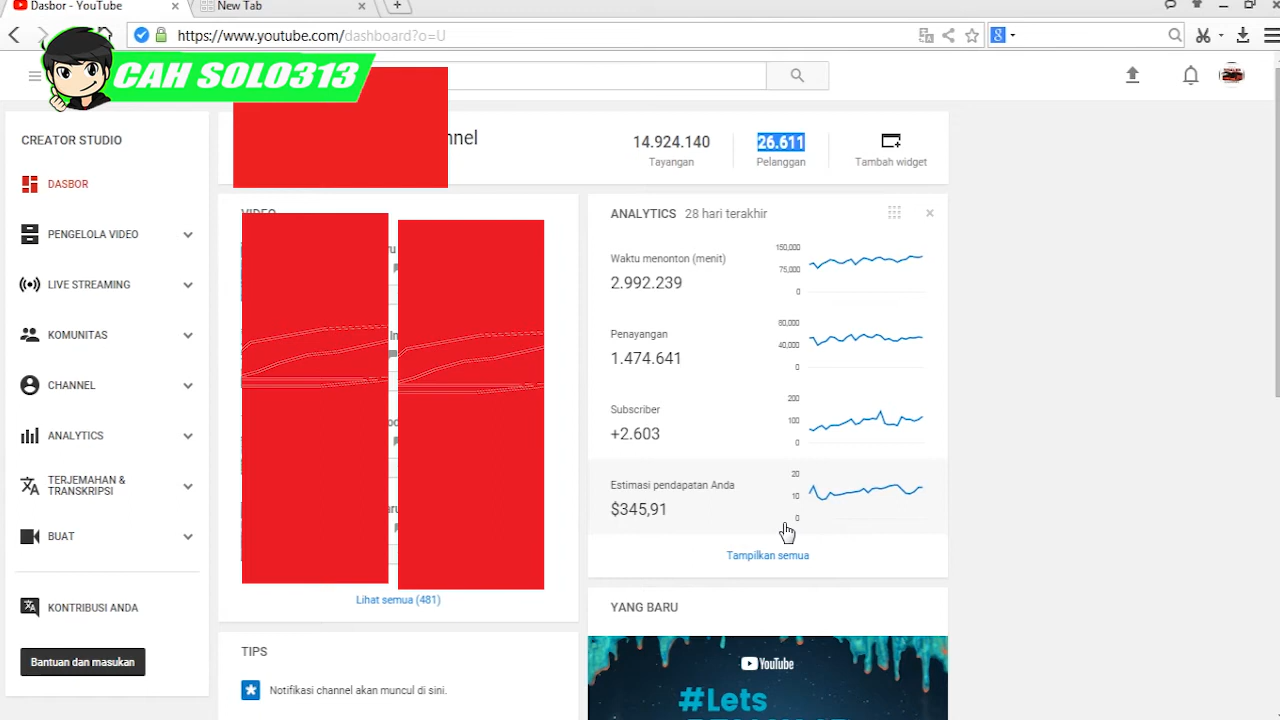 Dasbor - YouTube
New Tab
https://www.youtube.com/dashboard?o=U
CAH SOLO313
CREATOR STUDIO
DASBOR
PENGELOLA VIDEO
LIVE STREAMING
KOMUNITAS
CHANNEL
ANALYTICS
TERJEMAHAN &
TRANSKRIPSI
BUAT
KONTRIBUSI ANDA
Bantuan dan masukan
14.924.140
Tayangan
26.611
Pelanggan
Tambah widget
VIDEO
Lihat semua (481)
TIPS
Notifikasi channel akan muncul di sini.
ANALYTICS 28 hari terakhir
Waktu menonton (menit)
2.992.239
150,000
75,000
0
Penayangan
1.474.641
80,000
40,000
0
Subscriber
+2.603
200
100
0
Estimasi pendapatan Anda
$345,91
20
10
0
Tampilkan semua
YANG BARU
YouTube
#Lets